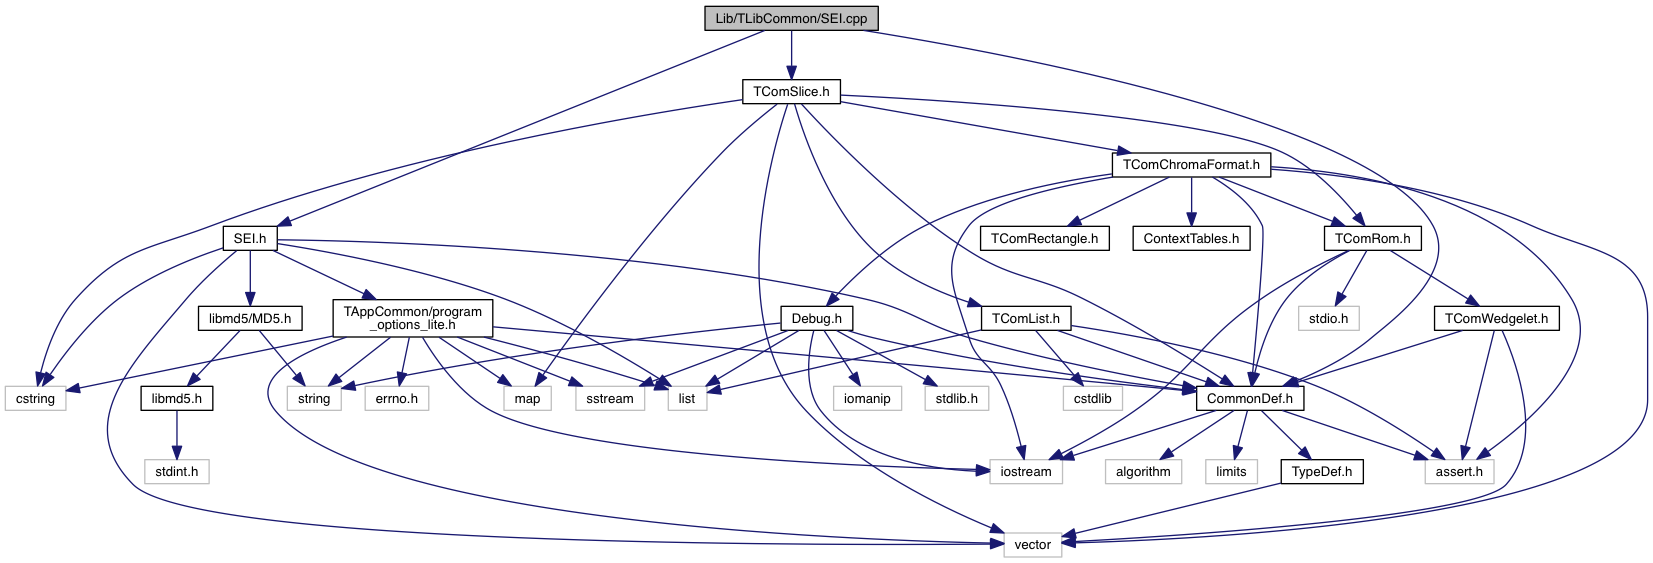 Lib/TLibCommon/SEI.cpp
TComSlice.h
TComChromaFormat.h
SEI.h
TComRectangle.h
ContextTables.h
TComRom.h
libmd5/MD5.h
TAppCommon/program
_options_lite.h
Debug.h
TComList.h
stdio.h
TComWedgelet.h
cstring
libmd5.h
string
errno.h
map
sstream
list
iomanip
stdlib.h
cstdlib
CommonDef.h
stdint.h
iostream
algorithm
limits
TypeDef.h
assert.h
vector